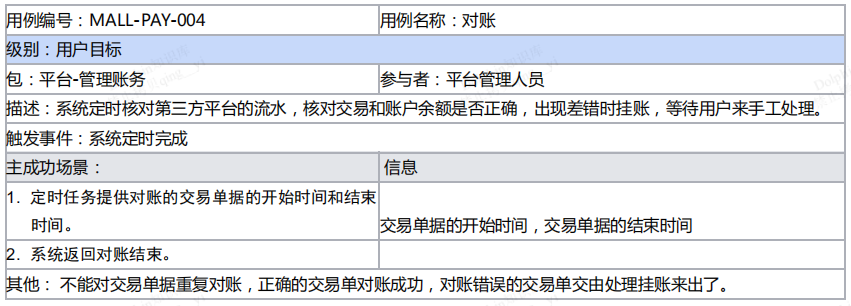 用例编号：MALL-PAY-004 用例名称：对账
级别：用户目标
包：平台-管理账务 参与者：平台管理人员
描述：系统定时核对第三方平台的流水，核对交易和账户余额是否正确，出现差错时挂账，等待用户来手工处理。
触发事件：系统定时完成
主成功场景： 信息
1. 定时任务提供对账的交易单据的开始时间和结束
时间。 交易单据的开始时间，交易单据的结束时间
2. 系统返回对账结束。
其他： 不能对交易单据重复对账，正确的交易单对账成功，对账错误的交易单交由处理挂账来出了。